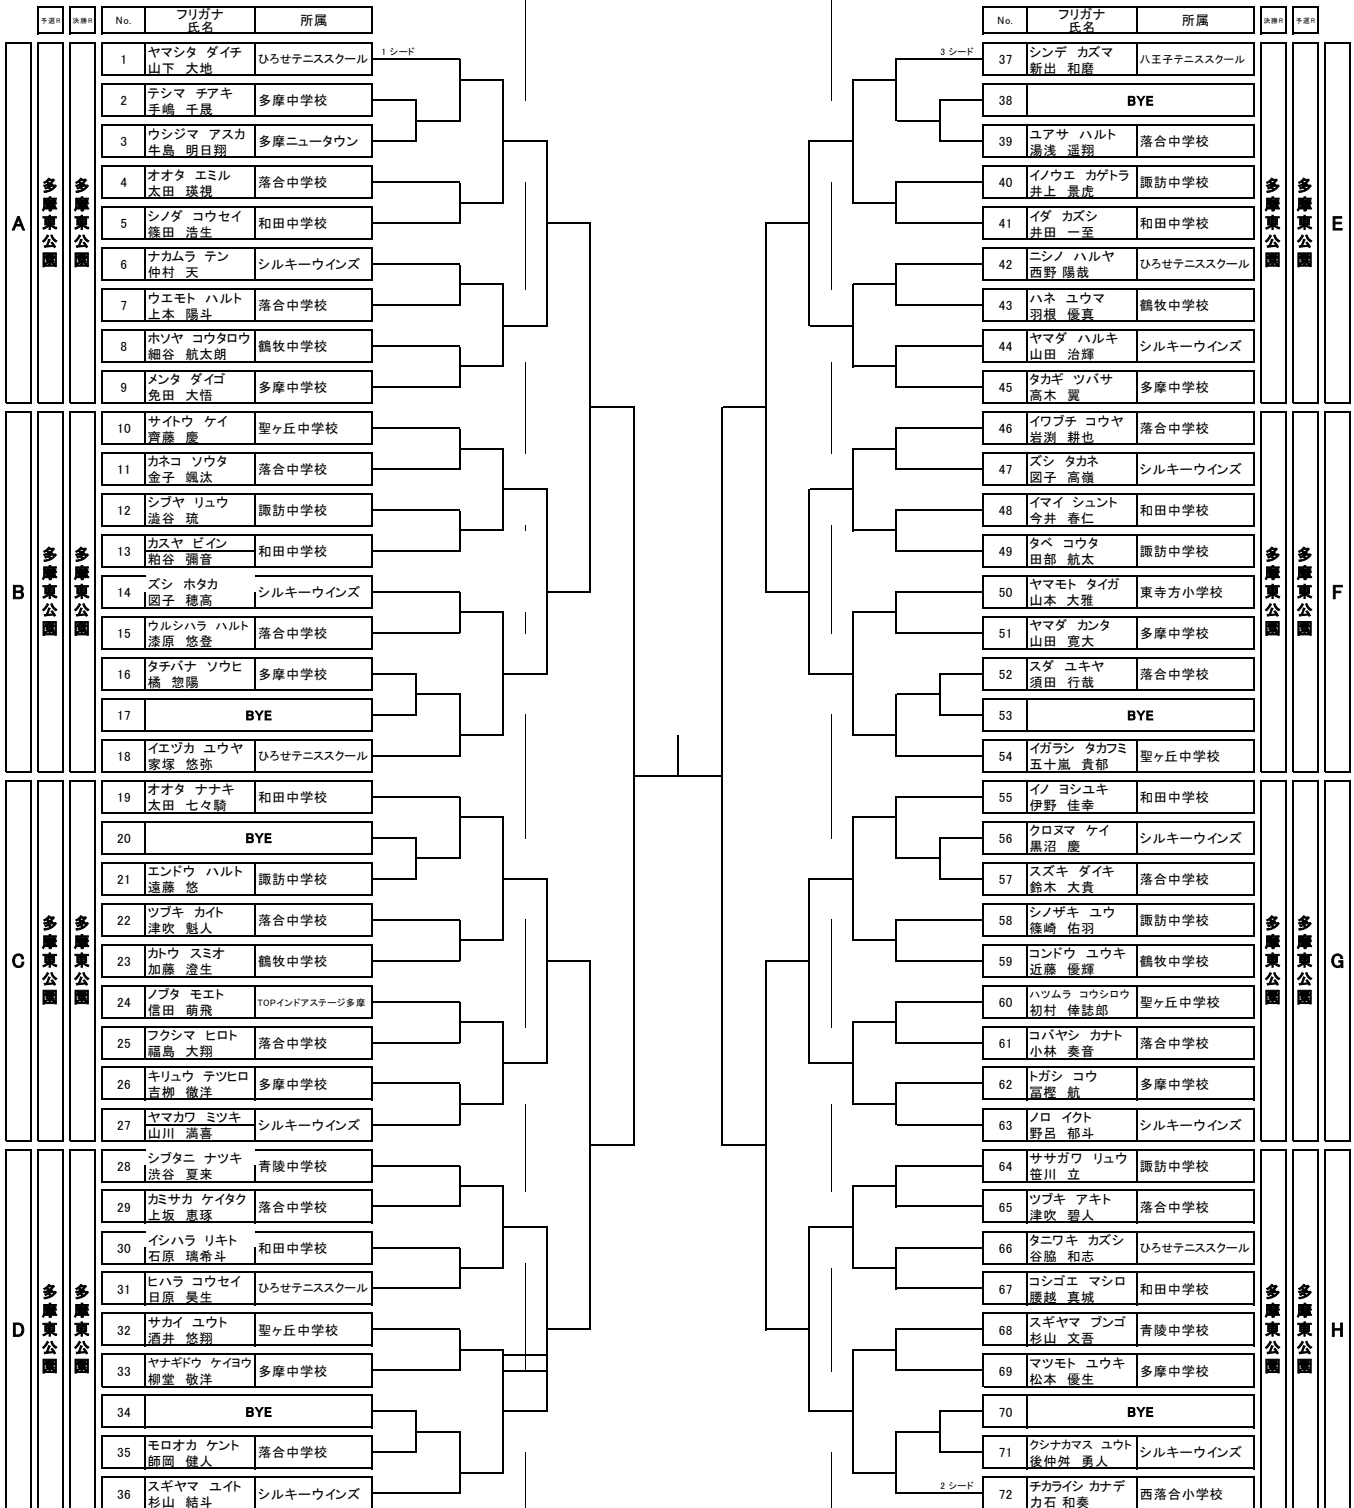 予選R 決勝R No. フリガナ 氏名 所属
A 多摩東公園 多摩東公園
1 ヤマシタ ダイチ 山下 大地 ひろせテニススクール 1 シード
2 テシマ チアキ 手嶋 千晟 多摩中学校
3 ウシジマ アスカ 牛島 明日翔 多摩ニュータウン
4 オオタ エミル 太田 瑛視 落合中学校
5 シノダ コウセイ 篠田 浩生 和田中学校
6 ナカムラ テン 仲村 天 シルキーウインズ
7 ウエモト ハルト 上本 陽斗 落合中学校
8 ホソヤ コウタロウ 細谷 航太朗 鶴牧中学校
9 メンタ ダイゴ 免田 大悟 多摩中学校
B 多摩東公園 多摩東公園
10 サイトウ ケイ 齊藤 慶 聖ヶ丘中学校
11 カネコ ソウタ 金子 颯汰 落合中学校
12 シブヤ リュウ 澁谷 琉 諏訪中学校
13 カスヤ ビイン 粕谷 彌音 和田中学校
14 ズシ ホタカ 図子 穂高 シルキーウインズ
15 ウルシハラ ハルト 漆原 悠登 落合中学校
16 タチバナ ソウヒ 橘 惣陽 多摩中学校
17 BYE
18 イエヅカ ユウヤ 家塚 悠弥 ひろせテニススクール
C 多摩東公園 多摩東公園
19 オオタ ナナキ 太田 七々騎 和田中学校
20 BYE
21 エンドウ ハルト 遠藤 悠 諏訪中学校
22 ツブキ カイト 津吹 魁人 落合中学校
23 カトウ スミオ 加藤 澄生 鶴牧中学校
24 ノブタ モエト 信田 萌飛 TOPインドアステージ多摩
25 フクシマ ヒロト 福島 大翔 落合中学校
26 キリュウ テツヒロ 吉栁 徹洋 多摩中学校
27 ヤマカワ ミツキ 山川 満喜 シルキーウインズ
D 多摩東公園 多摩東公園
28 シブタニ ナツキ 渋谷 夏来 青陵中学校
29 カミサカ ケイタク 上坂 恵琢 落合中学校
30 イシハラ リキト 石原 璃希斗 和田中学校
31 ヒハラ コウセイ 日原 昊生 ひろせテニススクール
32 サカイ ユウト 酒井 悠翔 聖ヶ丘中学校
33 ヤナギドウ ケイヨウ 柳堂 敬洋 多摩中学校
34 BYE
35 モロオカ ケント 師岡 健人 落合中学校
36 スギヤマ ユイト 杉山 結斗 シルキーウインズ
No. フリガナ 氏名 所属 決勝R 予選R
E 多摩東公園 多摩東公園
3 シード 37 シンデ カズマ 新出 和磨 八王子テニススクール
38 BYE
39 ユアサ ハルト 湯浅 遥翔 落合中学校
40 イノウエ カゲトラ 井上 景虎 諏訪中学校
41 イダ カズシ 井田 一至 和田中学校
42 ニシノ ハルヤ 西野 陽哉 ひろせテニススクール
43 ハネ ユウマ 羽根 優真 鶴牧中学校
44 ヤマダ ハルキ 山田 治輝 シルキーウインズ
45 タカギ ツバサ 高木 翼 多摩中学校
F 多摩東公園 多摩東公園
46 イワブチ コウヤ 岩渕 耕也 落合中学校
47 ズシ タカネ 図子 高嶺 シルキーウインズ
48 イマイ シュント 今井 春仁 和田中学校
49 タベ コウタ 田部 航太 諏訪中学校
50 ヤマモト タイガ 山本 大雅 東寺方小学校
51 ヤマダ カンタ 山田 寛大 多摩中学校
52 スダ ユキヤ 須田 行哉 落合中学校
53 BYE
54 イガラシ タカフミ 五十嵐 貴郁 聖ヶ丘中学校
G 多摩東公園 多摩東公園
55 イノ ヨシユキ 伊野 佳幸 和田中学校
56 クロヌマ ケイ 黒沼 慶 シルキーウインズ
57 スズキ ダイキ 鈴木 大貴 落合中学校
58 シノザキ ユウ 篠崎 佑羽 諏訪中学校
59 コンドウ ユウキ 近藤 優輝 鶴牧中学校
60 ハツムラ コウシロウ 初村 倖誌郎 聖ヶ丘中学校
61 コバヤシ カナト 小林 奏音 落合中学校
62 トガシ コウ 冨樫 航 多摩中学校
63 ノロ イクト 野呂 郁斗 シルキーウインズ
H 多摩東公園 多摩東公園
64 ササガワ リュウ 笹川 立 諏訪中学校
65 ツブキ アキト 津吹 碧人 落合中学校
66 タニワキ カズシ 谷脇 和志 ひろせテニススクール
67 コシゴエ マシロ 腰越 真城 和田中学校
68 スギヤマ ブンゴ 杉山 文吾 青陵中学校
69 マツモト ユウキ 松本 優生 多摩中学校
70 BYE
71 クシナカマス ユウト 後仲舛 勇人 シルキーウインズ
2 シード 72 チカライシ カナデ 力石 和奏 西落合小学校